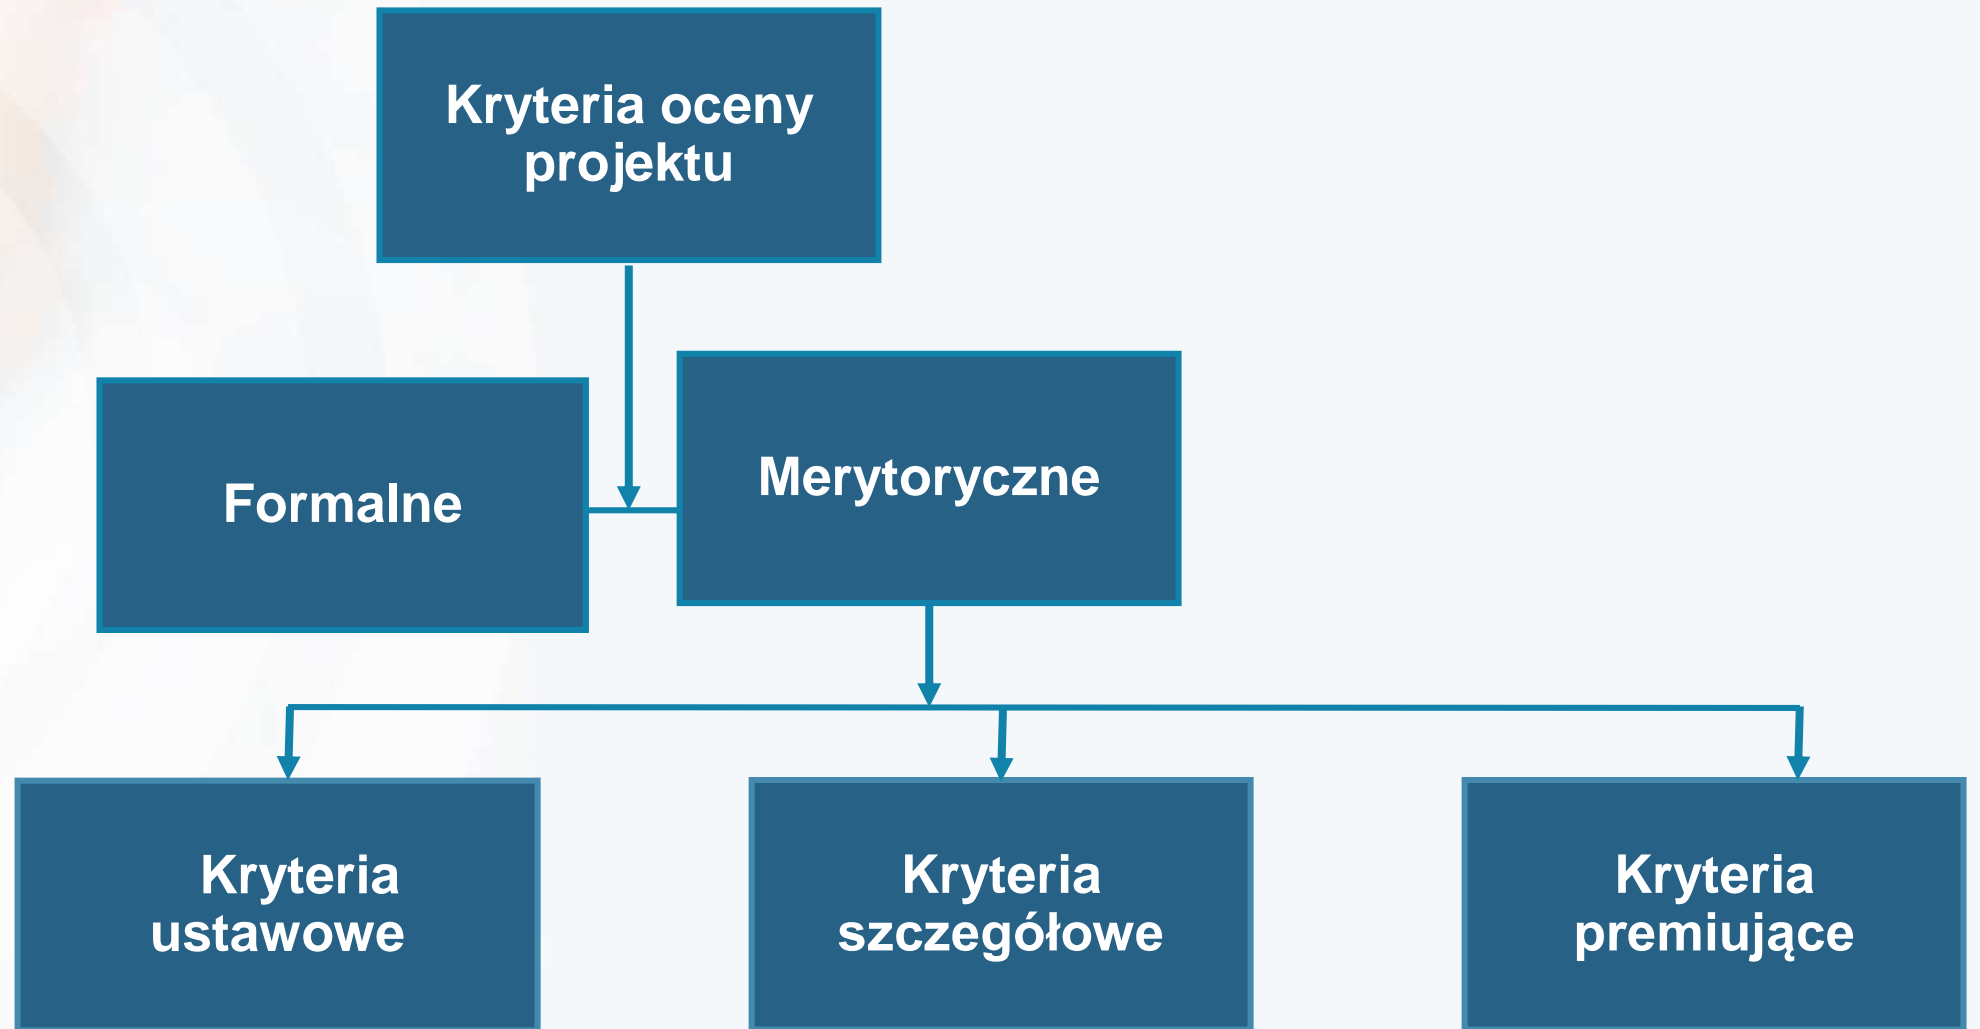 Kryteria oceny
projektu
Formalne
Merytoryczne
Kryteria
ustawowe
Kryteria
szczegółowe
Kryteria
premiujące